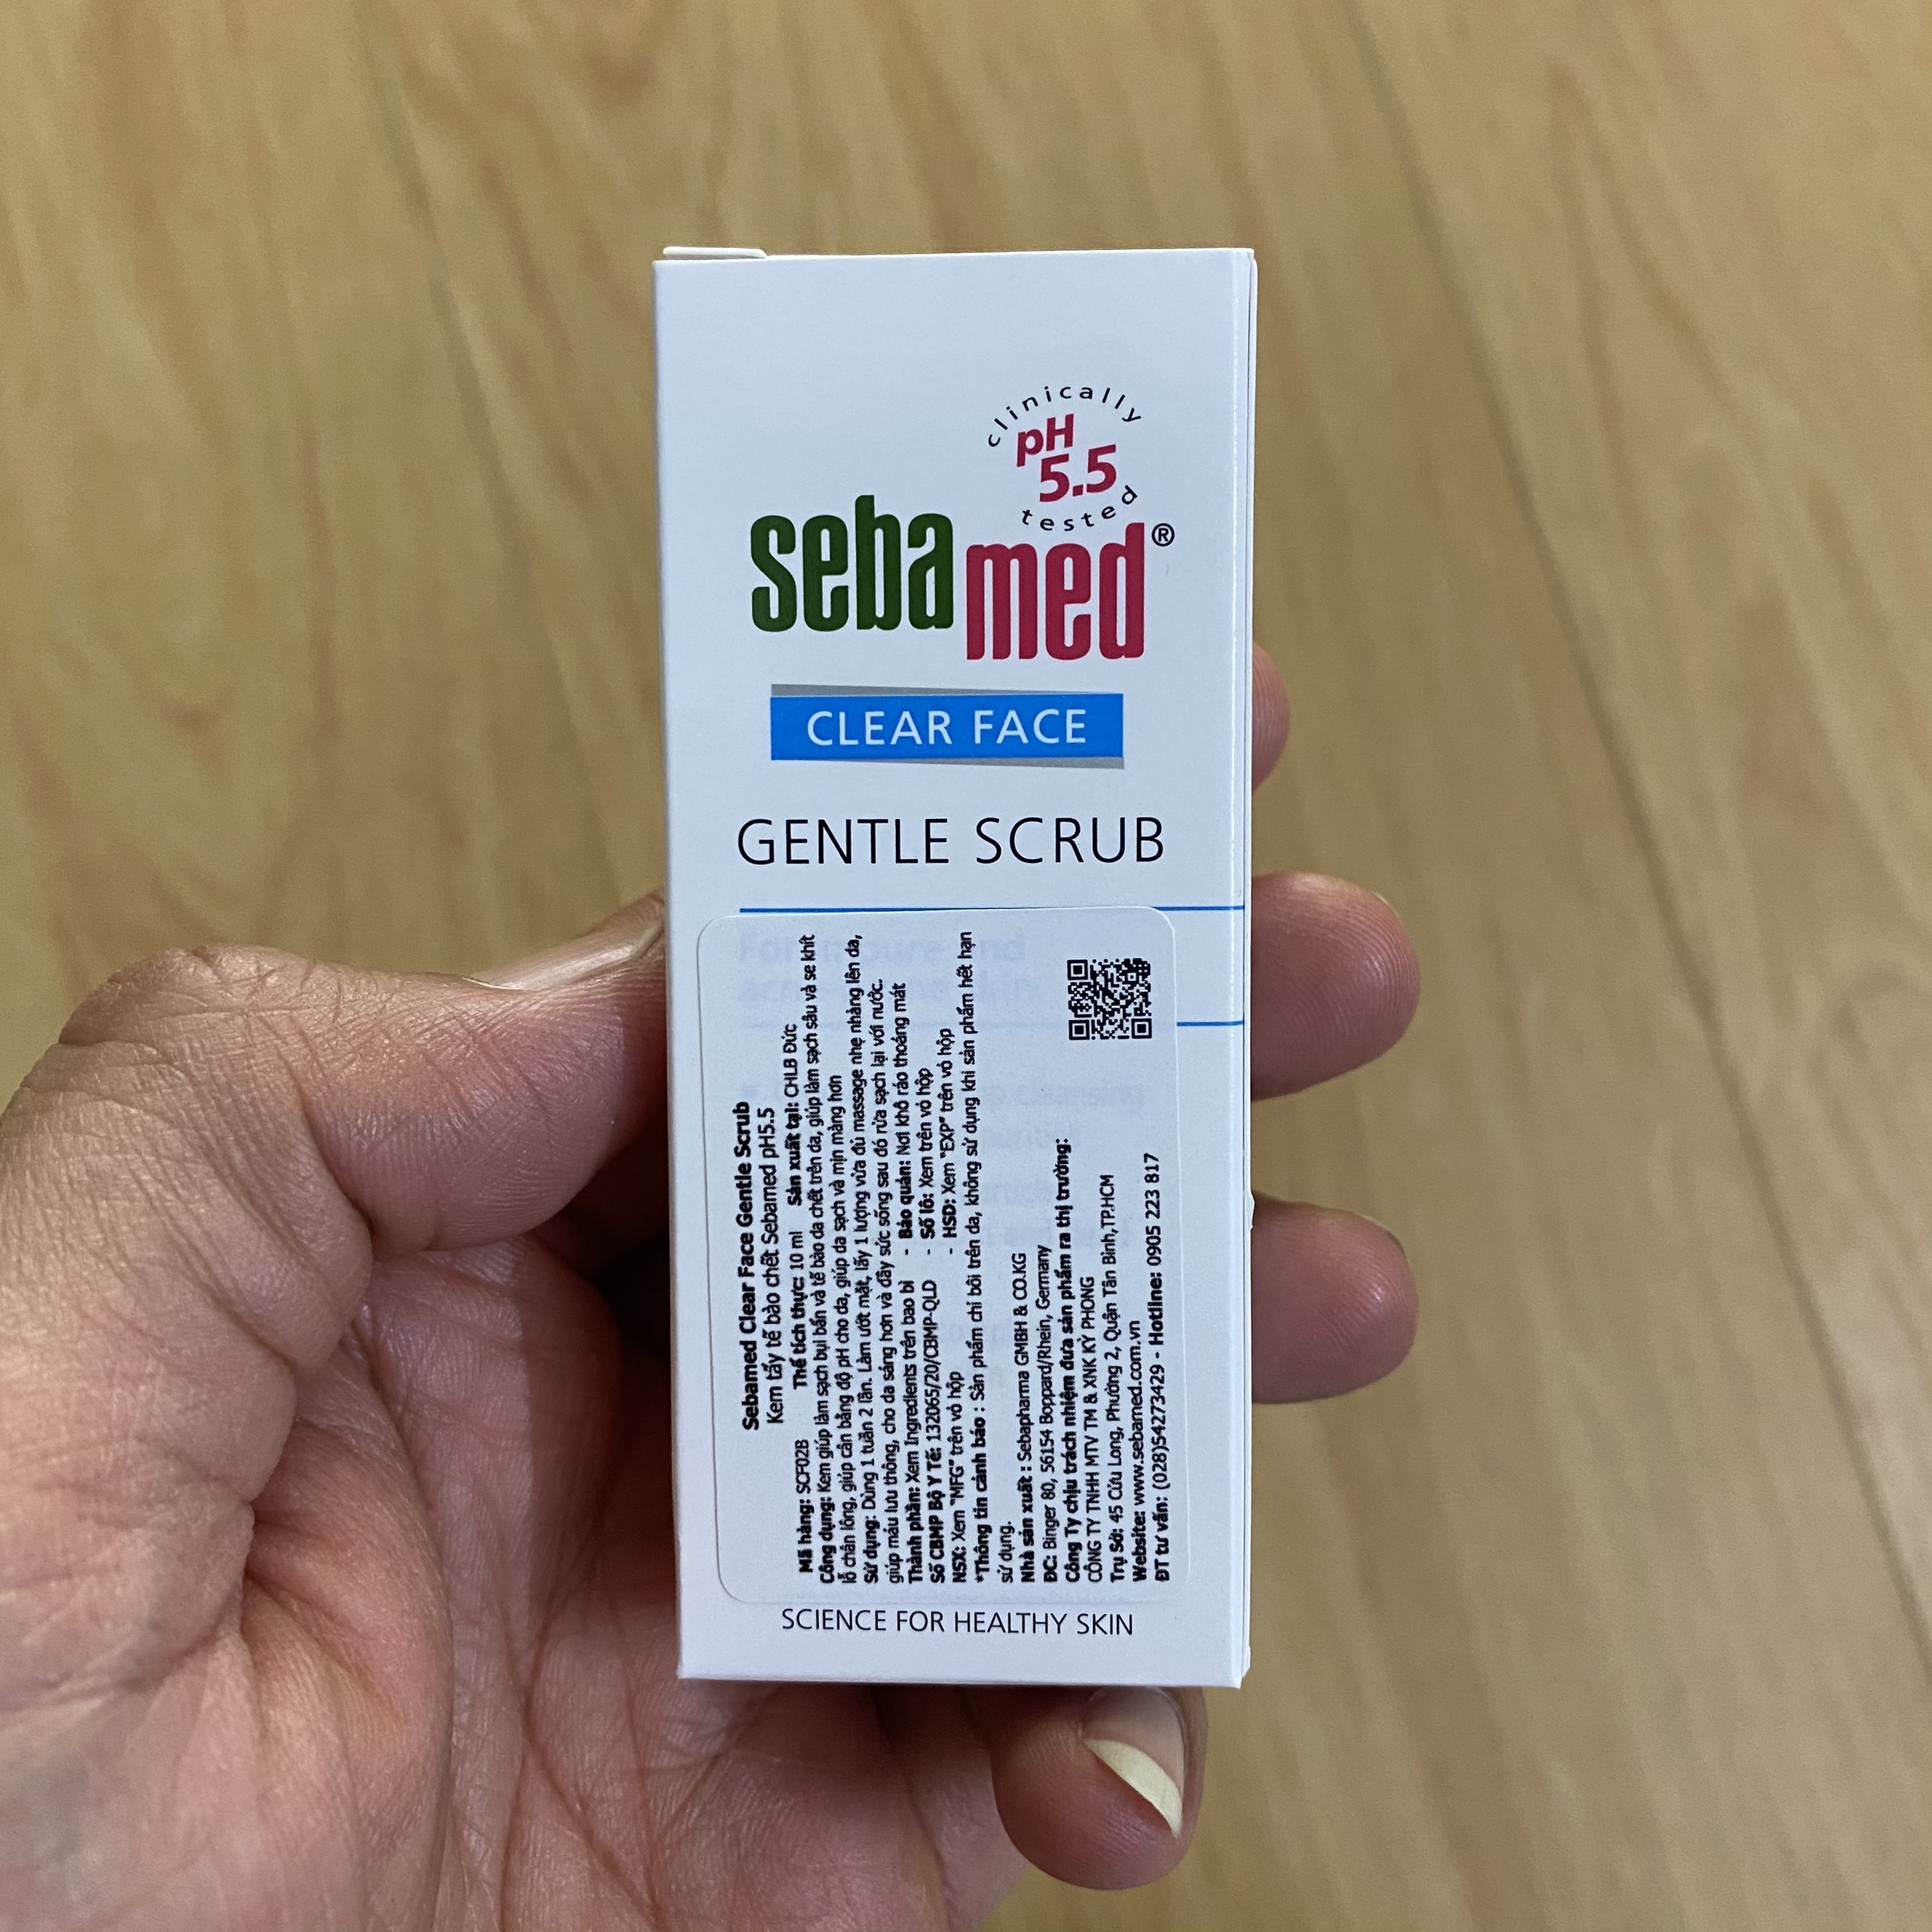 clinically
pH
5.5
tested
sebamed®
CLEAR FACE
GENTLE SCRUB
Sebamed Clear Face Gentle Scrub
Kem tẩy tế bào chết Sebamed pH5.5
Mã hàng: SCF02B Thể tích thực: 10 ml Sản xuất tại: CHLB Đức
Công dụng: Kem giúp làm sạch bụi bẩn và tế bào da chết trên da, giúp làm sạch sâu và se khít
lỗ chân lông, giúp cân bằng độ pH cho da, giúp da sạch và mịn màng hơn
Sử dụng: Dùng 1 tuần 2 lần. Làm ướt mặt, lấy 1 lượng vừa đủ massage nhẹ nhàng lên da,
giúp máu lưu thông, cho da sáng hơn và đầy sức sống sau đó rửa sạch lại với nước.
Thành phần: Xem Ingredients trên bao bì - Bảo quản: Nơi khô ráo thoáng mát
Số CBMP Bộ Y Tế: 132065/20/CBMP-QLD - Số lô: Xem trên vỏ hộp
NSX: Xem "MFG" trên vỏ hộp - HSD: Xem "EXP" trên vỏ hộp
*Thông tin cảnh báo : Sản phẩm chỉ bôi trên da, không sử dụng khi sản phẩm hết hạn
sử dụng.
Nhà sản xuất : Sebapharma GMBH & CO.KG
ĐC: Binger 80, 56154 Boppard/Rhein, Germany
Công Ty chịu trách nhiệm đưa sản phẩm ra thị trường:
CÔNG TY TNHH MTV TM & XNK KỲ PHONG
Trụ Sở: 45 Cửu Long, Phường 2, Quận Tân Bình,TP.HCM
Website: www.sebamed.com.vn
ĐT tư vấn: (028)54273429 - Hotline: 0905 223 817
SCIENCE FOR HEALTHY SKIN